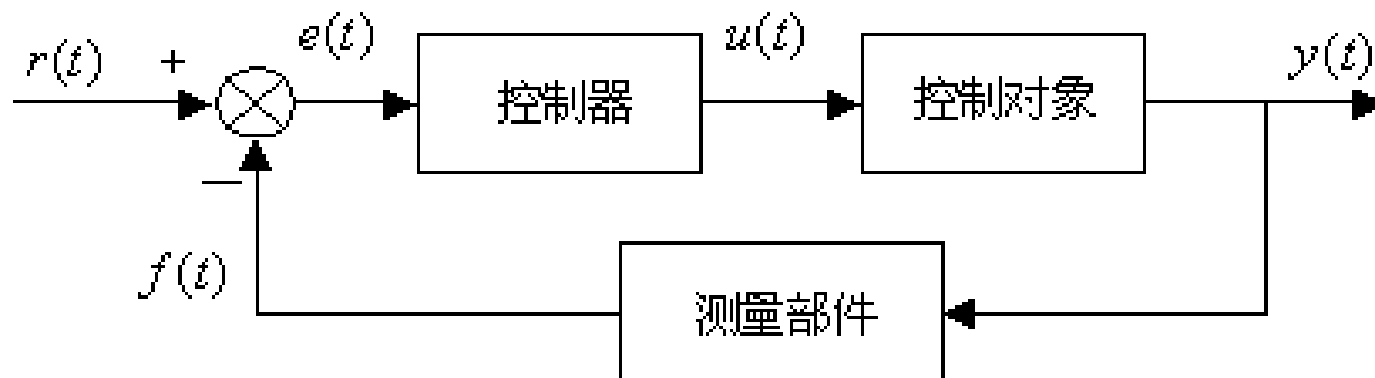 r(t)
+
e(t)
控制器
u(t)
控制对象
y(t)
—
f(t)
测量部件